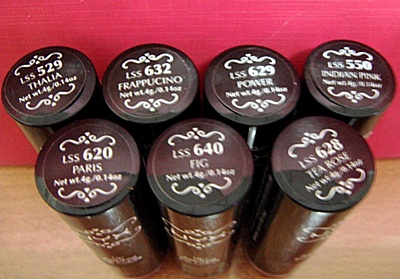 LSS 529
THALIA
Net wt.4g./0.14oz
LSS 632
FRAPPUCINO
Net wt.4g./0.14oz
LSS 629
POWER
Net wt.4g./0.14oz
LSS 550
INDIAN PINK
Net wt.4g./0.14oz
LSS 620
PARIS
Net wt.4g./0.14oz
LSS 640
FIG
Net wt.4g./0.14oz
LSS 628
TEA ROSE
Net wt.4g./0.14oz